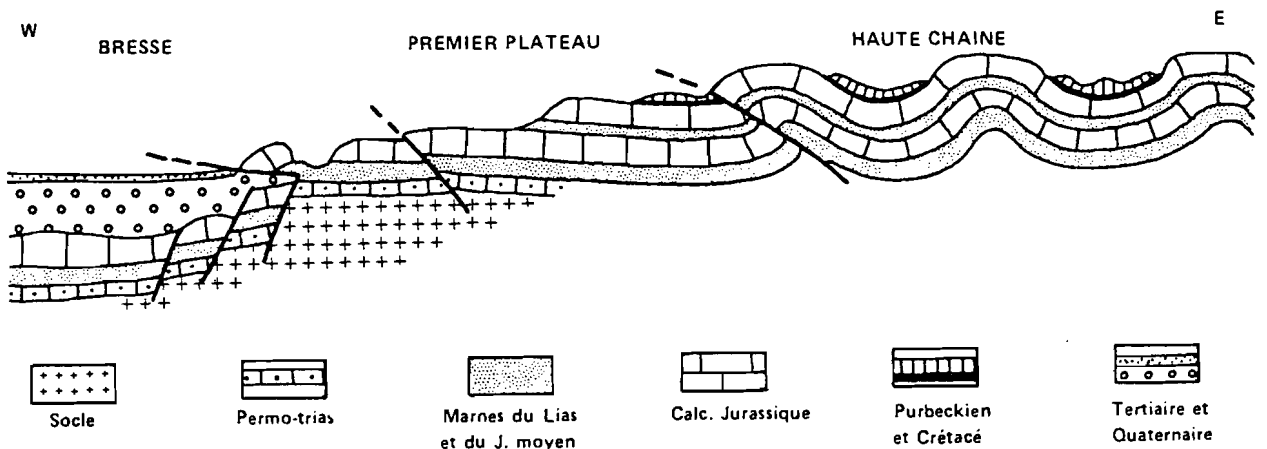 W
E
BRESSE
PREMIER PLATEAU
HAUTE CHAINE
Socle
Permo-trias
Marnes du Lias
et du J. moyen
Calc. Jurassique
Purbeckien
et Crétacé
Tertiaire et
Quaternaire